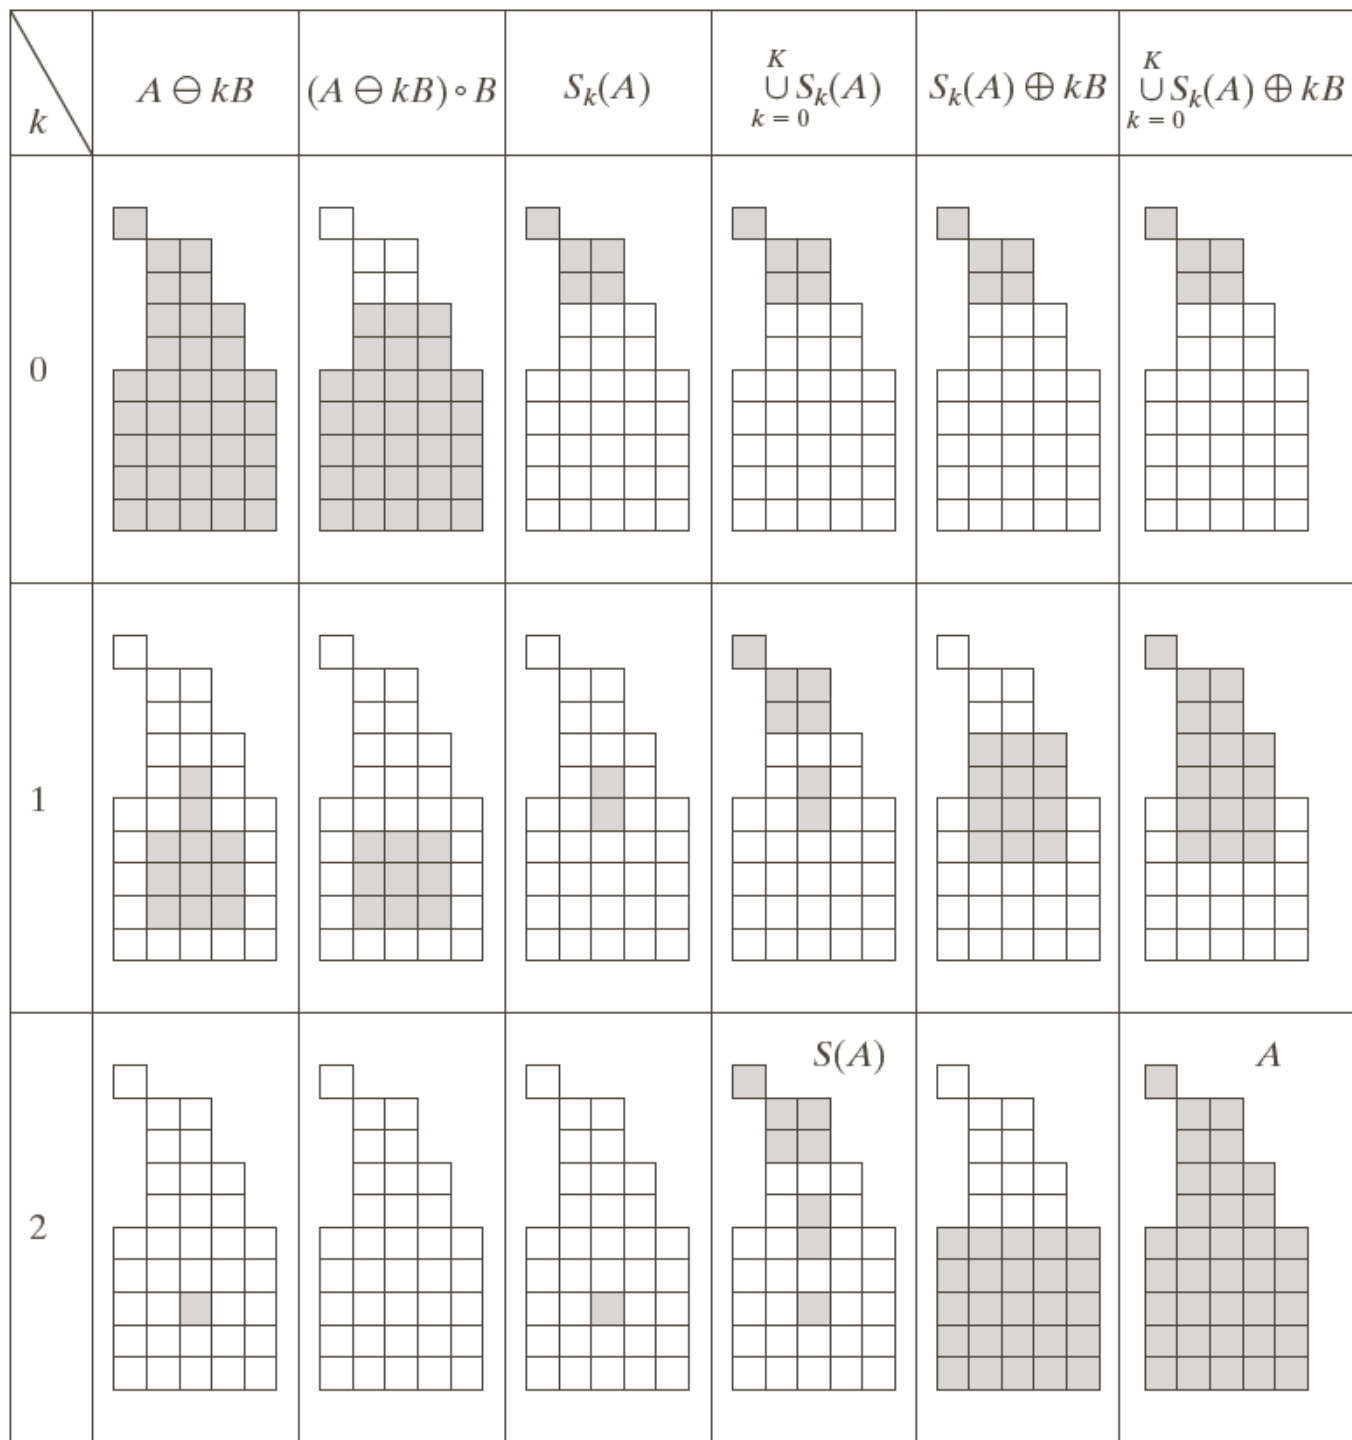 k
A ⊖ kB
(A ⊖ kB) ∘ B
S_k(A)
K ∪ k = 0 S_k(A)
S_k(A) ⊕ kB
K ∪ k = 0 S_k(A) ⊕ kB
0
1
2
S(A)
A